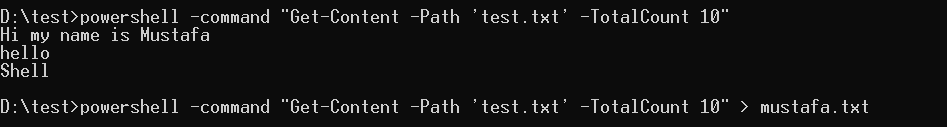 D:\test>powershell -command "Get-Content -Path 'test.txt' -TotalCount 10"
Hi my name is Mustafa
hello
Shell
D:\test>powershell -command "Get-Content -Path 'test.txt' -TotalCount 10" > mustafa.txt